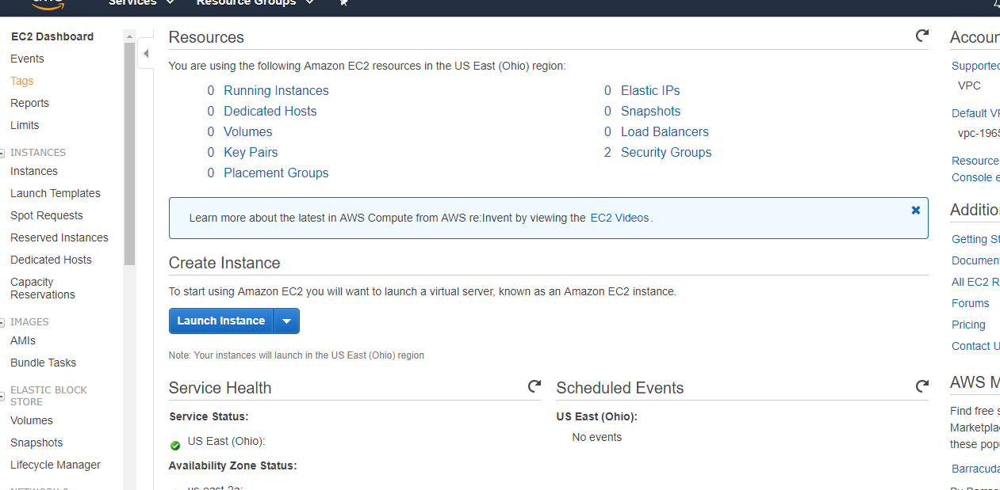 Services Resource Groups
EC2 Dashboard
Events
Tags
Reports
Limits
INSTANCES
Instances
Launch Templates
Spot Requests
Reserved Instances
Dedicated Hosts
Capacity
Reservations
IMAGES
AMIs
Bundle Tasks
ELASTIC BLOCK
STORE
Volumes
Snapshots
Lifecycle Manager
Resources
You are using the following Amazon EC2 resources in the US East (Ohio) region:
0 Running Instances
0 Dedicated Hosts
0 Volumes
0 Key Pairs
0 Placement Groups
0 Elastic IPs
0 Snapshots
0 Load Balancers
2 Security Groups
Learn more about the latest in AWS Compute from AWS re:Invent by viewing the EC2 Videos.
Create Instance
To start using Amazon EC2 you will want to launch a virtual server, known as an Amazon EC2 instance.
Launch Instance
Note: Your instances will launch in the US East (Ohio) region
Service Health
Service Status:
US East (Ohio):
Availability Zone Status:
us-east-2a:
Scheduled Events
US East (Ohio):
No events
Accoun
Supported
VPC
Default VP
vpc-1965
Resource
Console e
Additio
Getting St
Document
All EC2 R
Forums
Pricing
Contact U
AWS M
Find free s
Marketplac
these popu
Barracuda